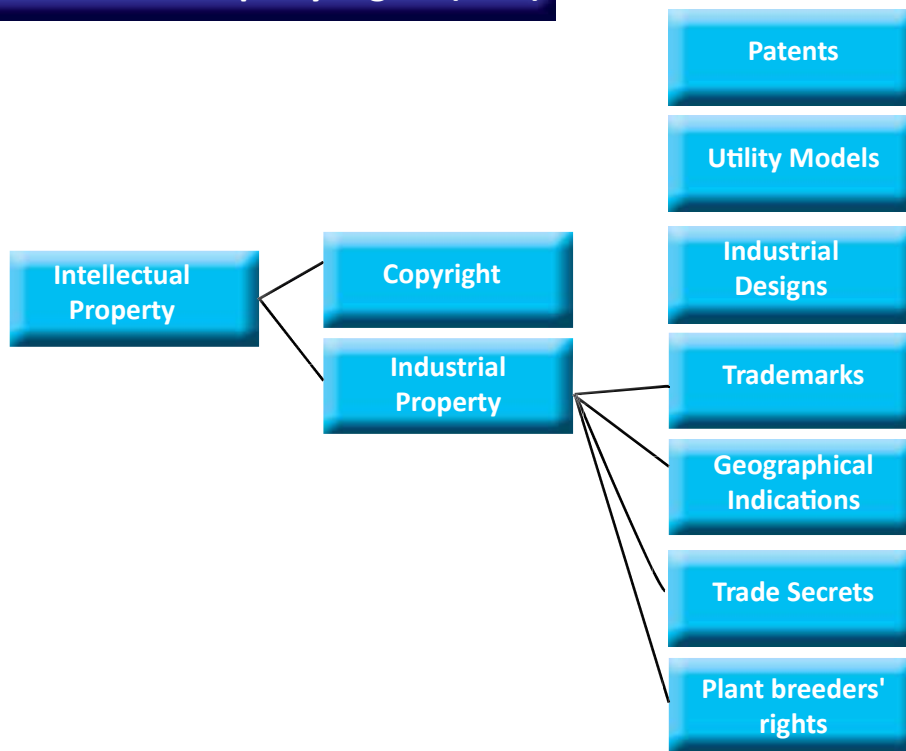 Patents
Utility Models
Industrial
Designs
Intellectual
Property
Copyright
Industrial
Property
Trademarks
Geographical
Indications
Trade Secrets
Plant breeders'
rights